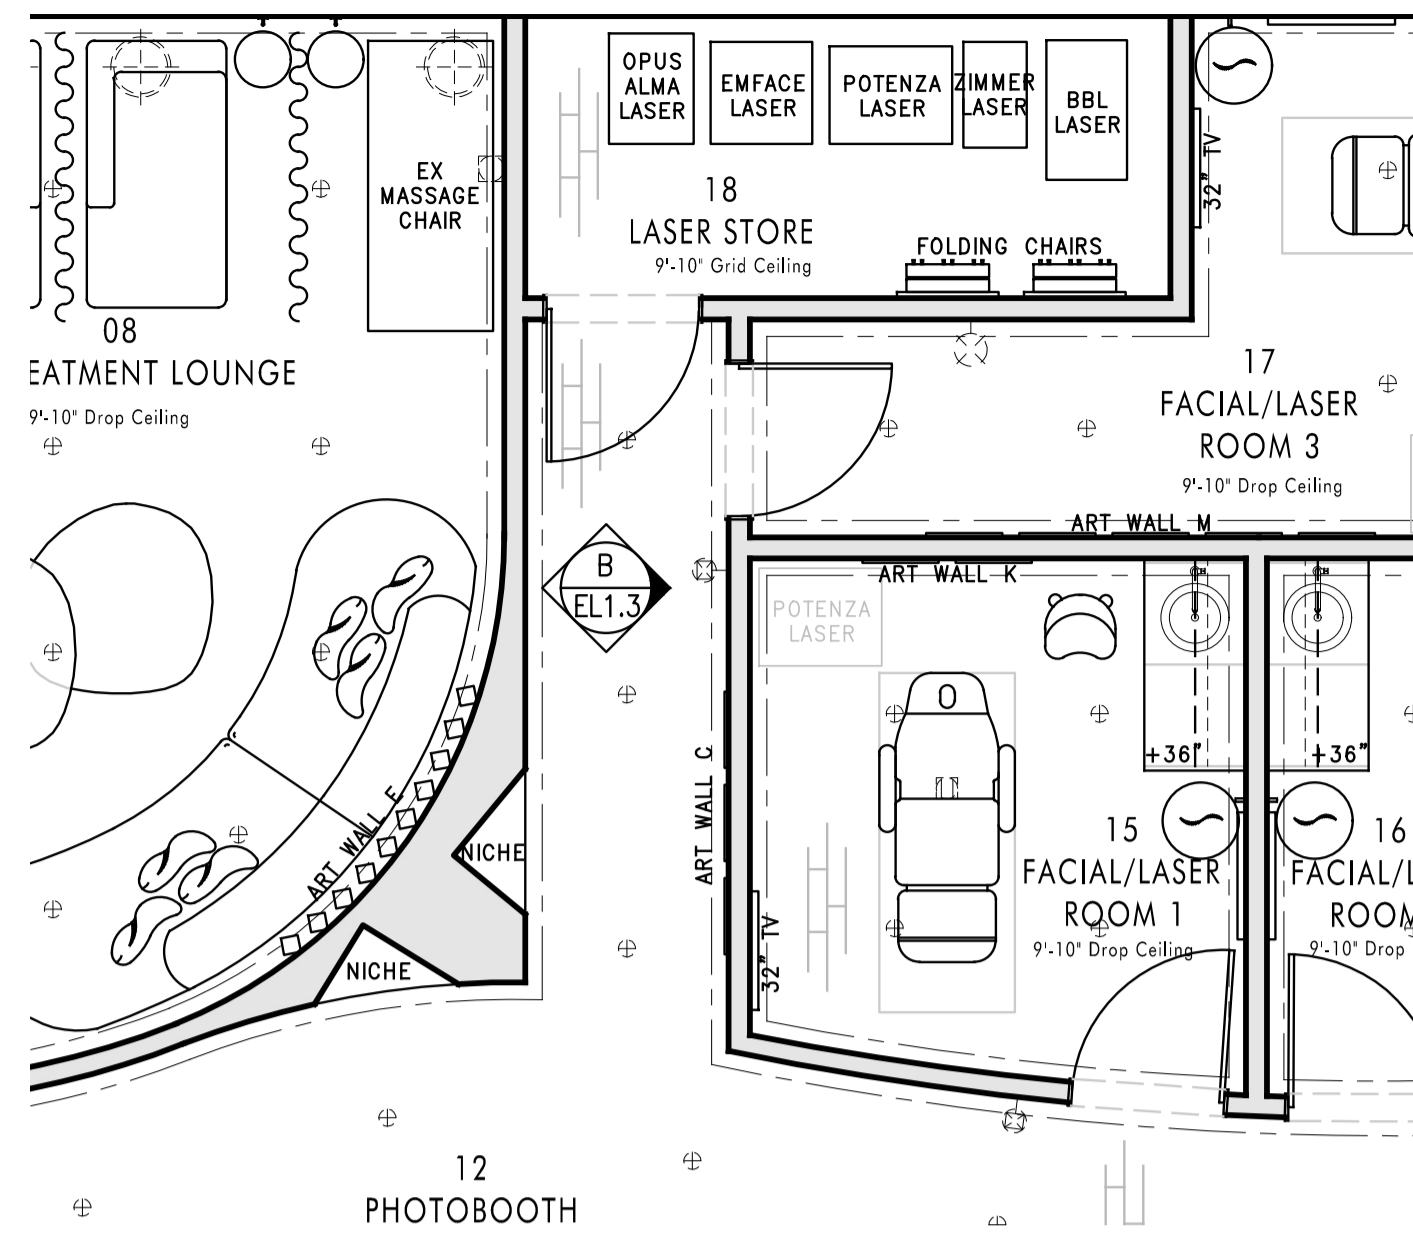 OPUS
ALMA
LASER
EMFACE
LASER
POTENZA
LASER
ZIMMER
LASER
BBL
LASER
32" TV
EX
MASSAGE
CHAIR
18
LASER STORE
9'-10" Grid Ceiling
FOLDING CHAIRS
08
EATMENT LOUNGE
9'-10" Drop Ceiling
17
FACIAL/LASER
ROOM 3
9'-10" Drop Ceiling
ART WALL M
ART WALL K
B
EL1.3
POTENZA
LASER
+36"
+36"
ART WALL C
ART WALL E
NICHE
NICHE
32" TV
15
FACIAL/LASER
ROOM 1
9'-10" Drop Ceiling
16
FACIAL/L
ROOM
9'-10" Drop
12
PHOTOBOOTH